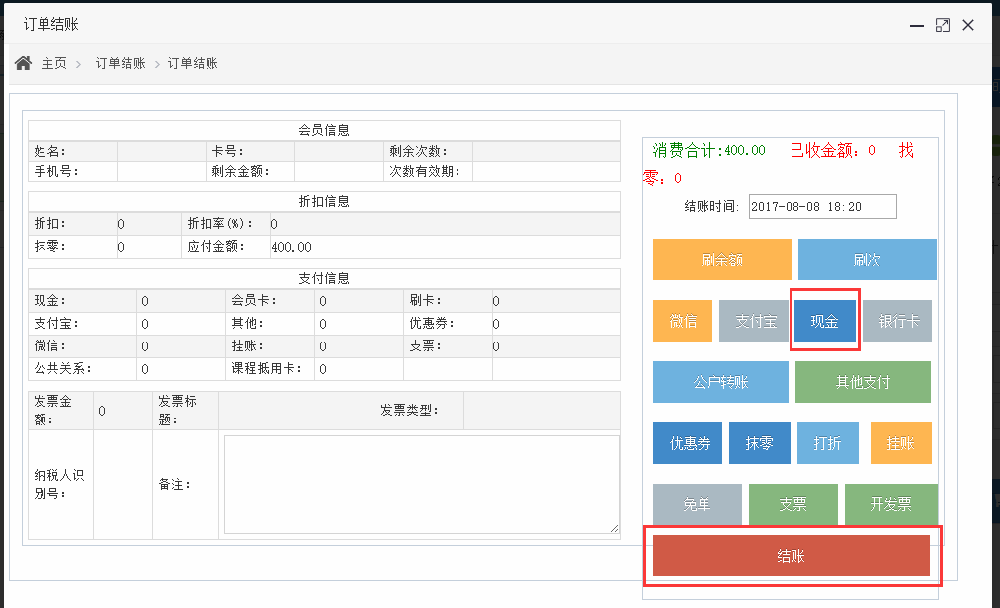 订单结账
主页 > 订单结账 > 订单结账
会员信息
姓名: 卡号: 剩余次数:
手机号: 剩余金额: 次数有效期:
折扣信息
折扣: 0 折扣率(%): 0
抹零: 0 应付金额: 400.00
支付信息
现金: 0 会员卡: 0 刷卡: 0
支付宝: 0 其他: 0 优惠券: 0
微信: 0 挂账: 0 支票: 0
公共关系: 0 课程抵用卡: 0
发票金额: 0 发票标题: 发票类型:
纳税人识别号: 备注:
消费合计:400.00 已收金额: 0 找
零: 0
结账时间: 2017-08-08 18:20
刷余额 刷次
微信 支付宝 现金 银行卡
公户转账 其他支付
优惠券 抹零 打折 挂账
免单 支票 开发票
结账